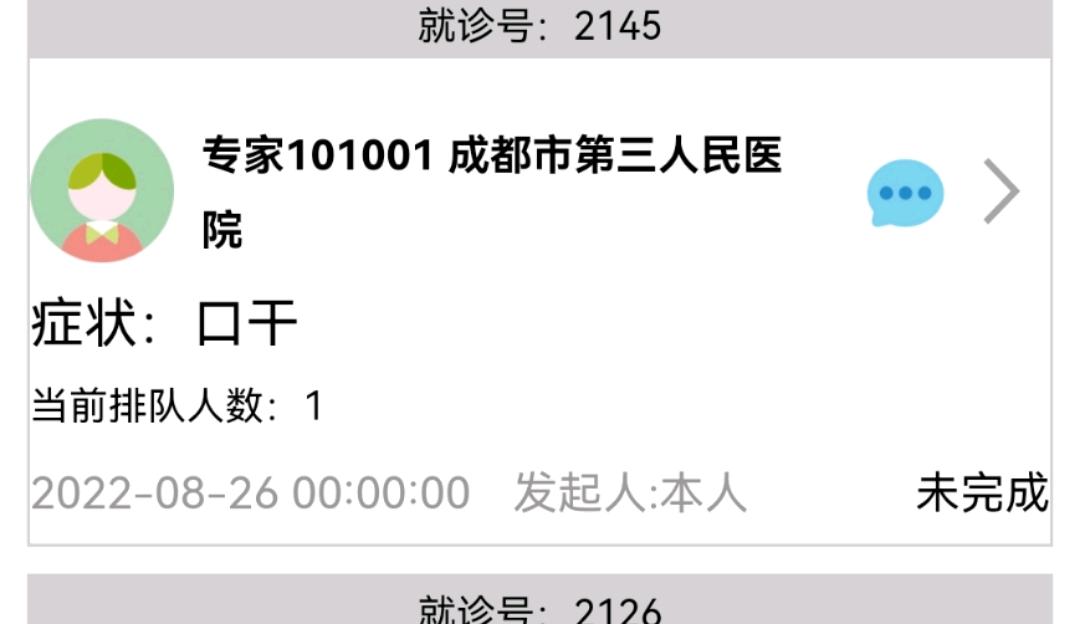 就诊号：2145
专家101001 成都市第三人民医
院
症状：口干
当前排队人数：1
2022-08-26 00:00:00 发起人:本人 未完成
就诊号：2126